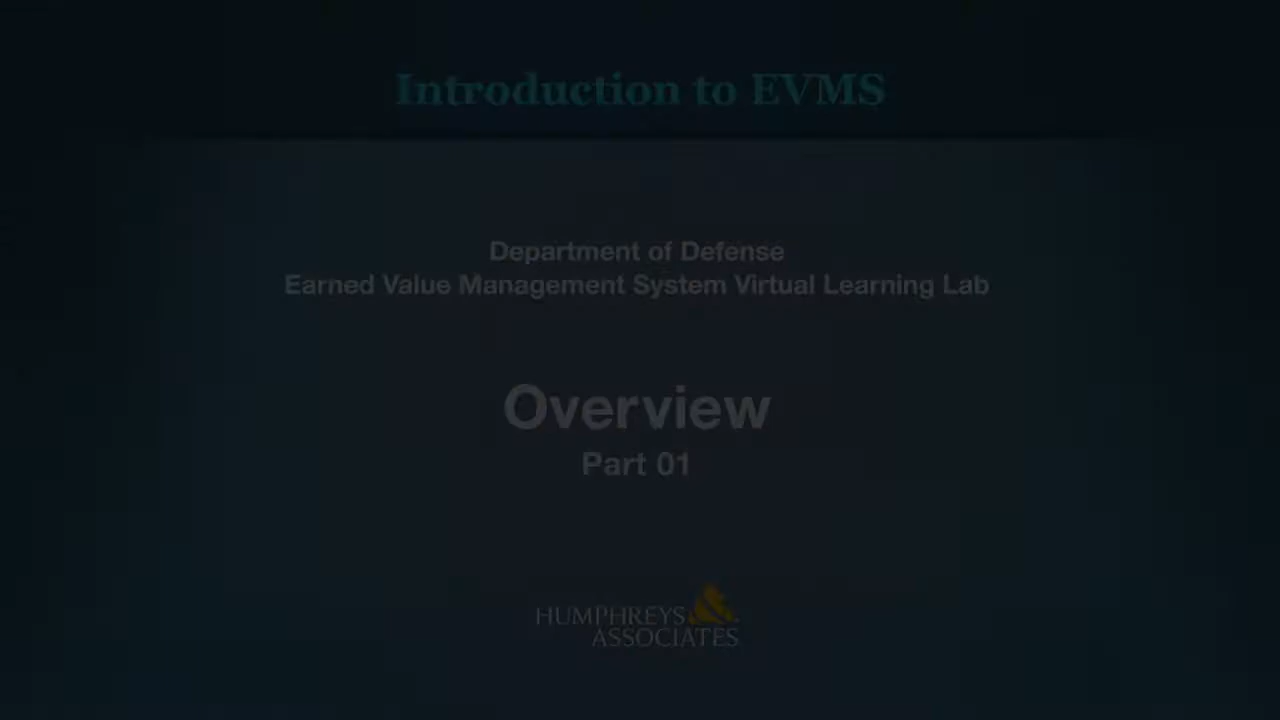 Introduction to EVMS
Department of Defense
Earned Value Management System Virtual Learning Lab
Overview
Part 01
HUMPHREYS &
ASSOCIATES